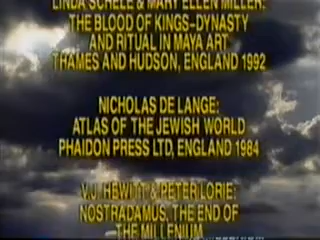 LINDA SCHELE & MARY ELLEN MILLER:
THE BLOOD OF KINGS-DYNASTY
AND RITUAL IN MAYA ART
THAMES AND HUDSON, ENGLAND 1992
NICHOLAS DE LANGE:
ATLAS OF THE JEWISH WORLD
PHAIDON PRESS LTD, ENGLAND 1984
V.J. HEWITT & PETER LORIE:
NOSTRADAMUS, THE END OF
THE MILLENIUM